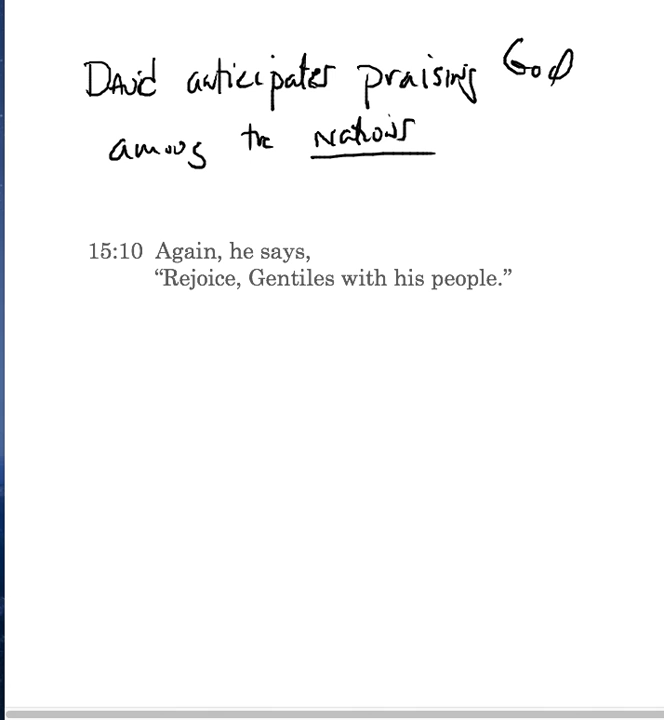 David anticipates praising God
among the Nations
15:10 Again, he says,
“Rejoice, Gentiles with his people.”